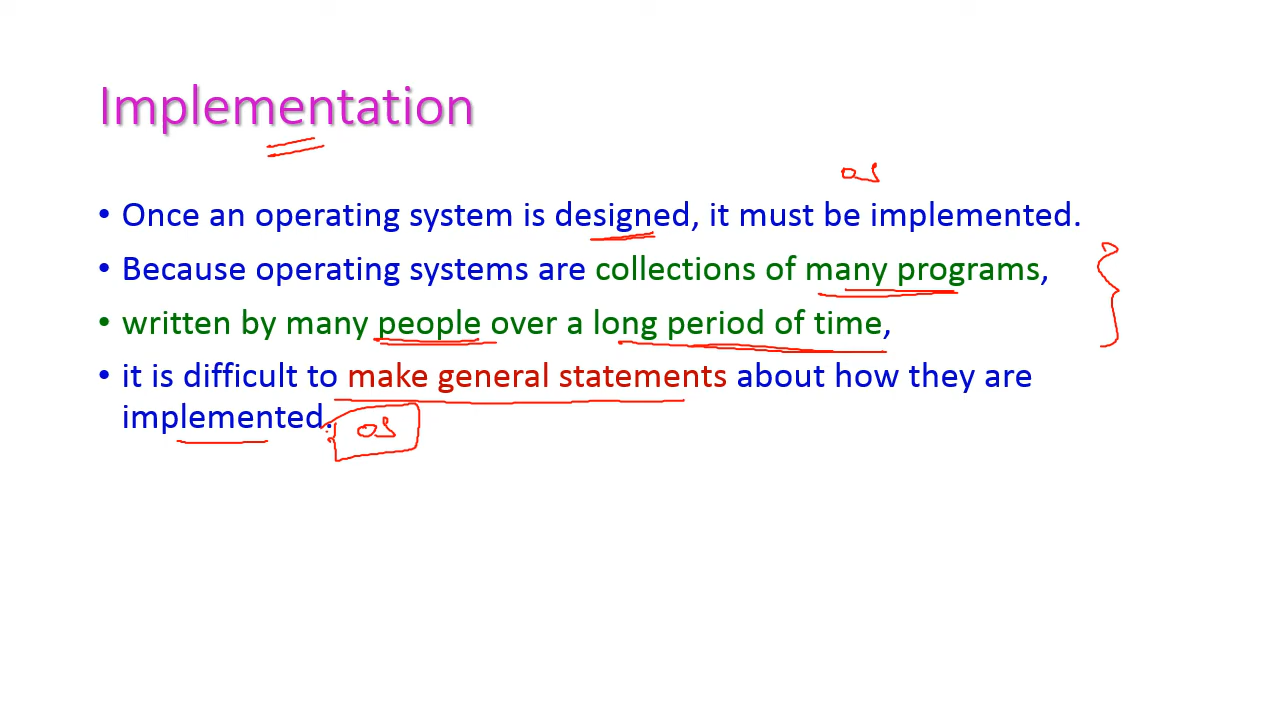 Implementation
os
• Once an operating system is designed, it must be implemented.
• Because operating systems are collections of many programs,
• written by many people over a long period of time,
• it is difficult to make general statements about how they are
implemented.
os